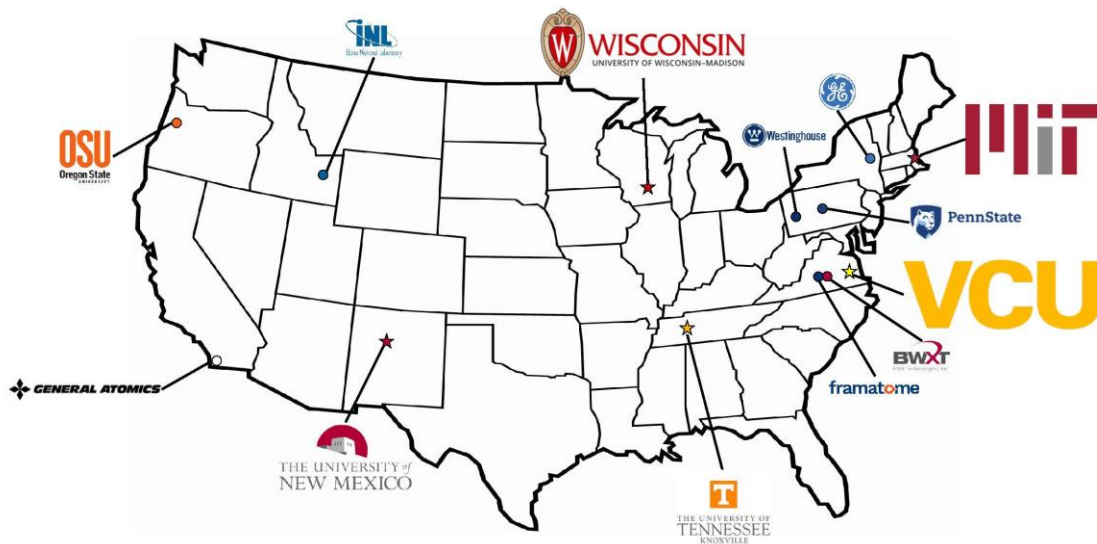 INL
Idaho National Laboratory
W
WISCONSIN
UNIVERSITY OF WISCONSIN–MADISON
GE
MiT
W
Westinghouse
OSU
Oregon State
UNIVERSITY
PennState
VCU
BWXT
framatome
GENERAL ATOMICS
THE UNIVERSITY of
NEW MEXICO
T
THE UNIVERSITY OF
TENNESSEE
KNOXVILLE